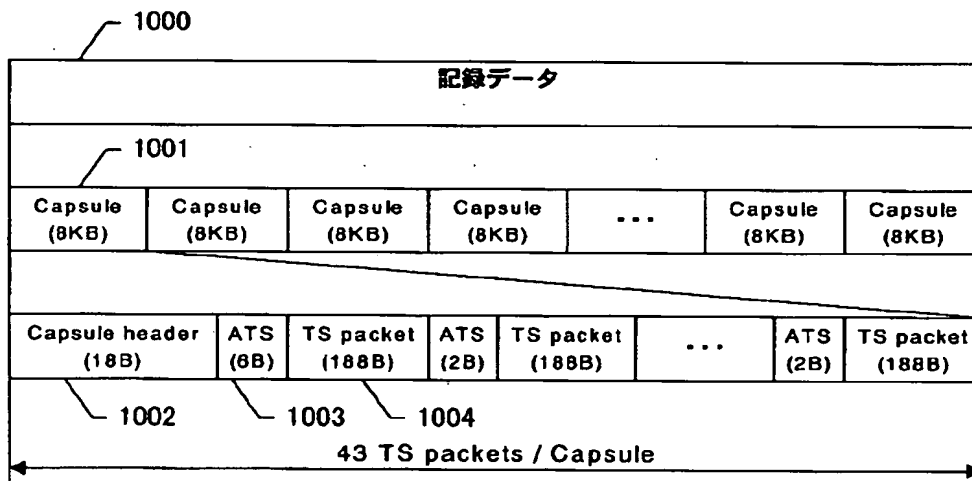 1000
記録データ
1001
Capsule (8KB)
Capsule (8KB)
Capsule (8KB)
Capsule (8KB)
...
Capsule (8KB)
Capsule (8KB)
Capsule header (18B)
ATS (6B)
TS packet (188B)
ATS (2B)
TS packet (188B)
...
ATS (2B)
TS packet (188B)
1002
1003
1004
43 TS packets / Capsule